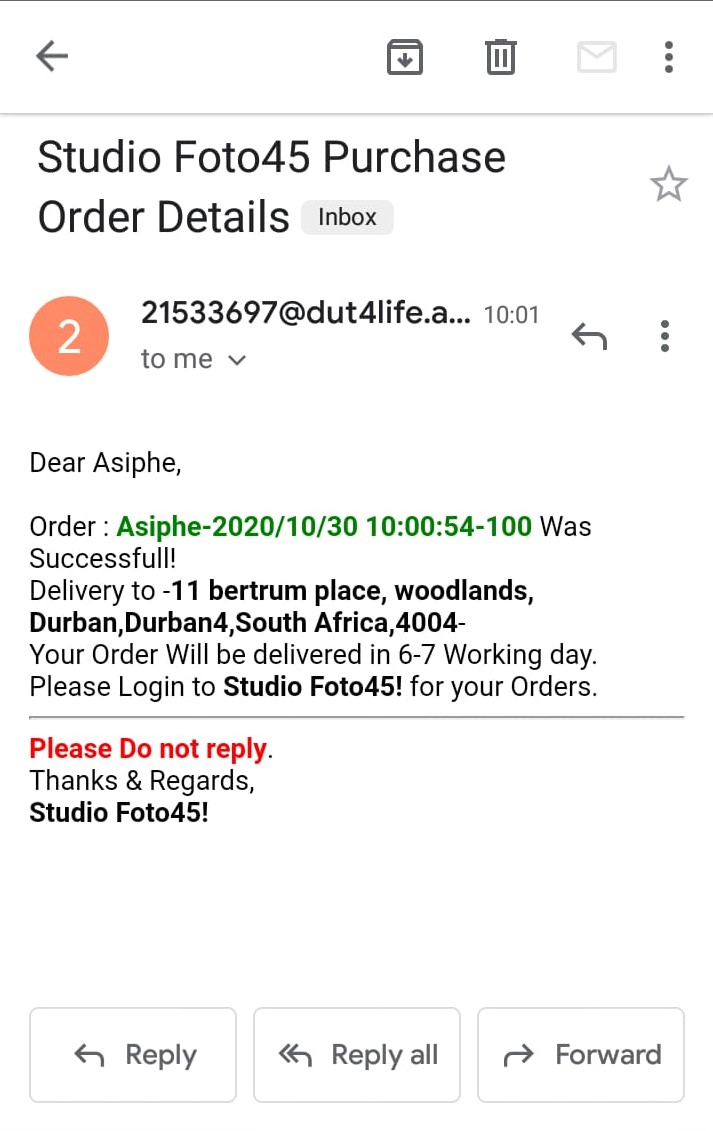 Studio Foto45 Purchase
Order Details Inbox
2
21533697@dut4life.a... 10:01
to me
Dear Asiphe,
Order : Asiphe-2020/10/30 10:00:54-100 Was
Successfull!
Delivery to -11 bertrum place, woodlands,
Durban,Durban4,South Africa,4004-
Your Order Will be delivered in 6-7 Working day.
Please Login to Studio Foto45! for your Orders.
Please Do not reply.
Thanks & Regards,
Studio Foto45!
Reply Reply all Forward